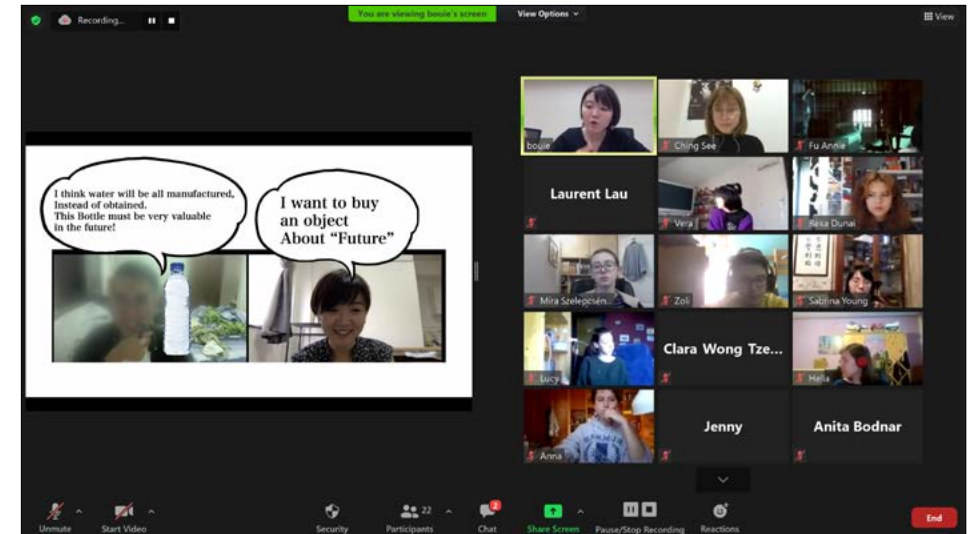 Recording...
You are viewing bouie's screen
View Options
View
I think water will be all manufactured,
Instead of obtained.
This Bottle must be very valuable
in the future!
I want to buy
an object
About “Future”
bouie
Ching See
Fu Annie
Laurent Lau
Vera
Reka Dunai
Mira Szelepcsén...
Zoli
Sabrina Young
Lucy
Clara Wong Tze...
Hella
Anna
Jenny
Anita Bodnar
Unmute
Start Video
Security
22
Participants
2
Chat
Share Screen
Pause/Stop Recording
Reactions
End